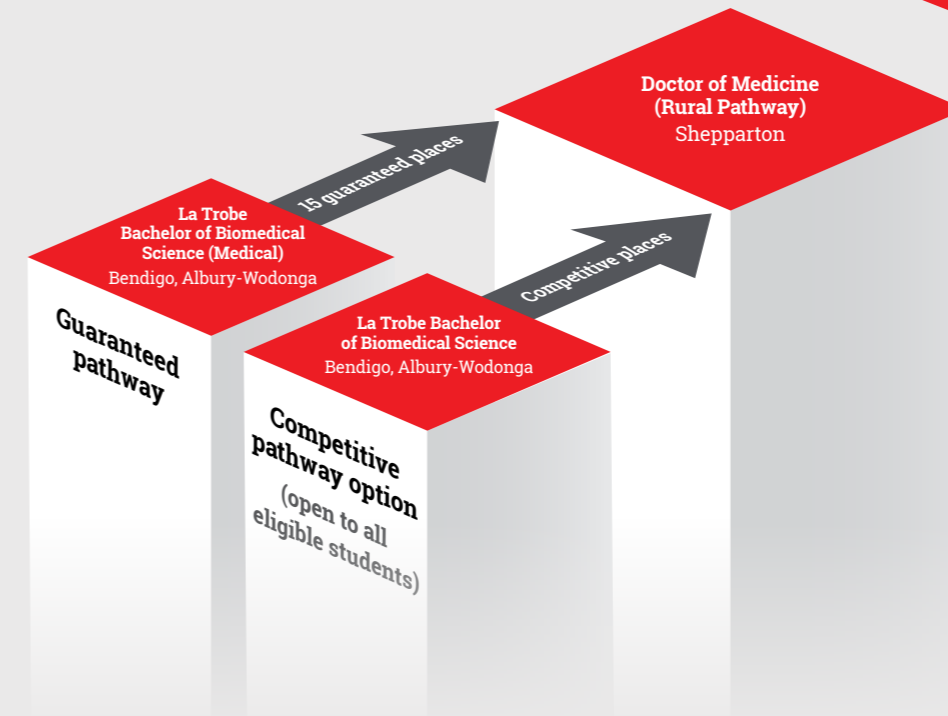 Doctor of Medicine
(Rural Pathway)
Shepparton
15 guaranteed places
La Trobe
Bachelor of Biomedical
Science (Medical)
Bendigo, Albury-Wodonga
Guaranteed
pathway
Competitive places
La Trobe Bachelor
of Biomedical Science
Bendigo, Albury-Wodonga
Competitive
pathway option
(open to all
eligible students)